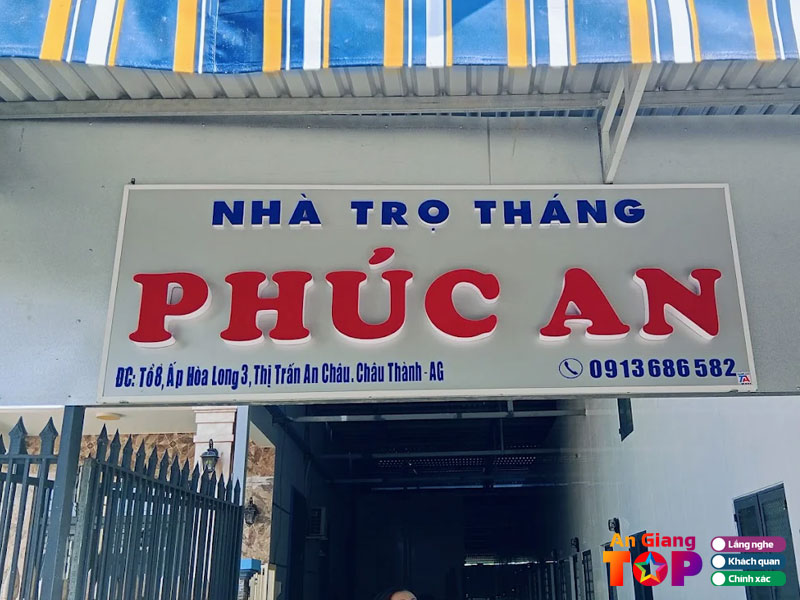 NHÀ TRỌ THÁNG
PHÚC AN
ĐC: Tổ 8, Ấp Hòa Long 3, Thị Trấn An Châu. Châu Thành - AG
0913 686 582
TA
An Giang
TOP
Lắng nghe
Khách quan
Chính xác